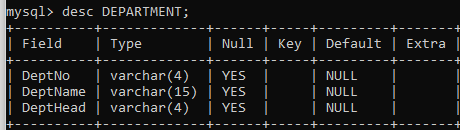 mysql> desc DEPARTMENT;
+----------+-------------+------+-----+---------+-------+
| Field    | Type        | Null | Key | Default | Extra |
+----------+-------------+------+-----+---------+-------+
| DeptNo   | varchar(4)  | YES  |     | NULL    |       |
| DeptName | varchar(15) | YES  |     | NULL    |       |
| DeptHead | varchar(4)  | YES  |     | NULL    |       |
+----------+-------------+------+-----+---------+-------+